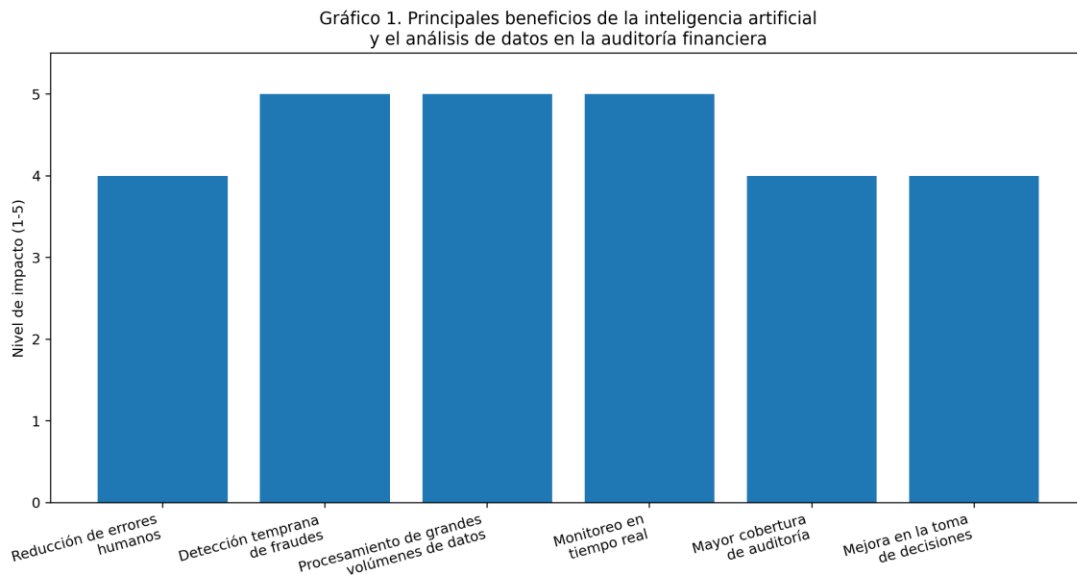 Gráfico 1. Principales beneficios de la inteligencia artificial
y el análisis de datos en la auditoría financiera
Nivel de impacto (1-5)
5
4
3
2
1
0
Reducción de errores
humanos
Detección temprana
de fraudes
Procesamiento de grandes
volúmenes de datos
Monitoreo en
tiempo real
Mayor cobertura
de auditoría
Mejora en la toma
de decisiones